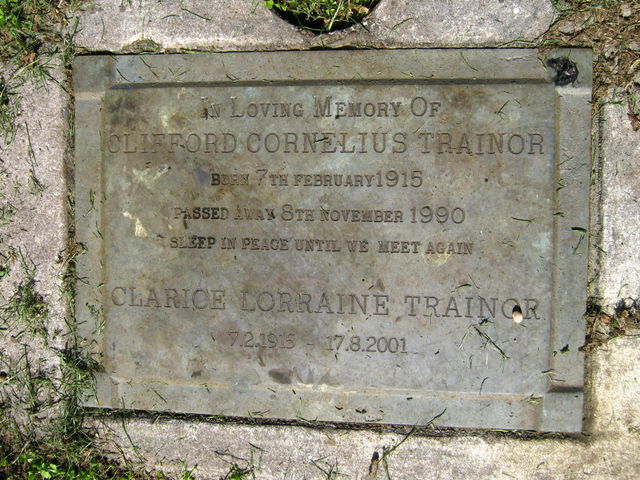 In Loving Memory Of
CLIFFORD CORNELIUS TRAINOR
BORN 7TH FEBRUARY 1915
PASSED AWAY 8TH NOVEMBER 1990
SLEEP IN PEACE UNTIL WE MEET AGAIN
CLARICE LORRAINE TRAINOR
7.2.1915 - 17.8.2001